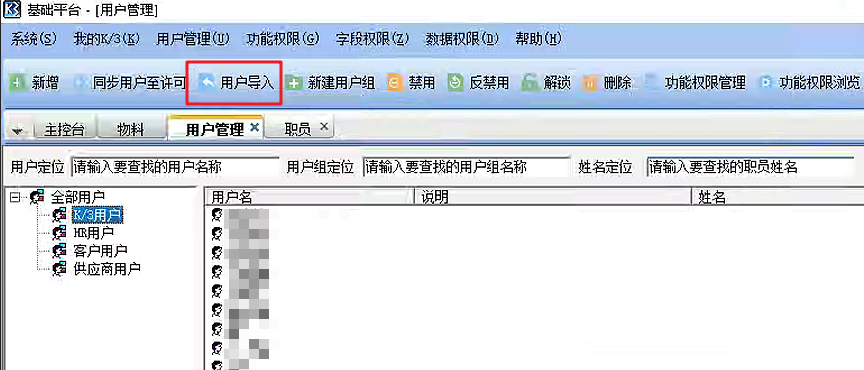 基础平台 - [用户管理]
系统(S) 我的K/3(K) 用户管理(U) 功能权限(G) 字段权限(Z) 数据权限(D) 帮助(H)
新增 同步用户至许可 用户导入 新建用户组 禁用 反禁用 解锁 删除 功能权限管理 功能权限浏览
主控台 物料 用户管理 职员
用户定位 请输入要查找的用户名称 用户组定位 请输入要查找的用户组名称 姓名定位 请输入要查找的职员姓名
全部用户 用户名 说明 姓名
K/3用户
HR用户
客户用户
供应商用户